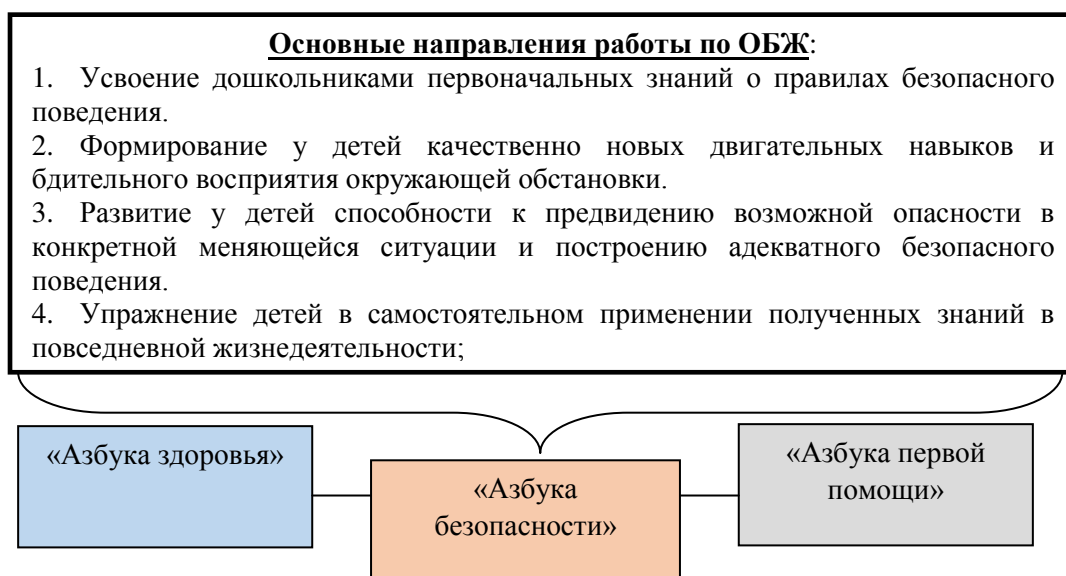 Основные направления работы по ОБЖ:
1. Усвоение дошкольниками первоначальных знаний о правилах безопасного
поведения.
2. Формирование у детей качественно новых двигательных навыков и
бдительного восприятия окружающей обстановки.
3. Развитие у детей способности к предвидению возможной опасности в
конкретной меняющейся ситуации и построению адекватного безопасного
поведения.
4. Упражнение детей в самостоятельном применении полученных знаний в
повседневной жизнедеятельности;
«Азбука здоровья»
«Азбука
безопасности»
«Азбука первой
помощи»